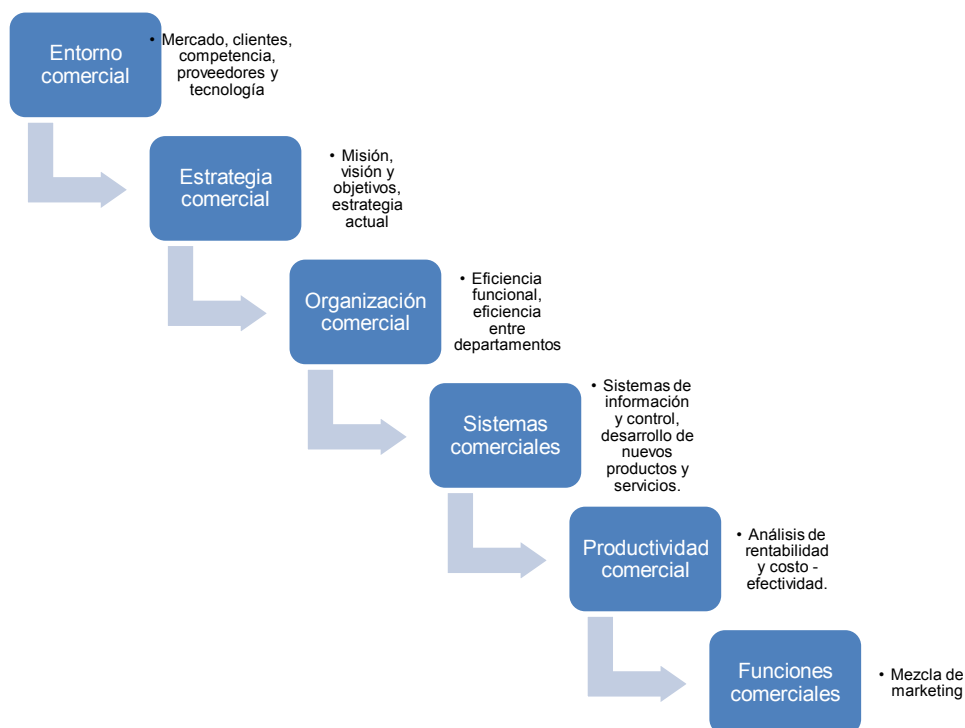 Entorno
comercial
• Mercado, clientes,
competencia,
proveedores y
tecnología
Estrategia
comercial
• Misión,
visión y
objetivos,
estrategia
actual
Organización
comercial
• Eficiencia
funcional,
eficiencia
entre
departamentos
Sistemas
comerciales
• Sistemas de
información
y control,
desarrollo de
nuevos
productos y
servicios.
Productividad
comercial
• Análisis de
rentabilidad
y costo -
efectividad.
Funciones
comerciales
• Mezcla de
marketing